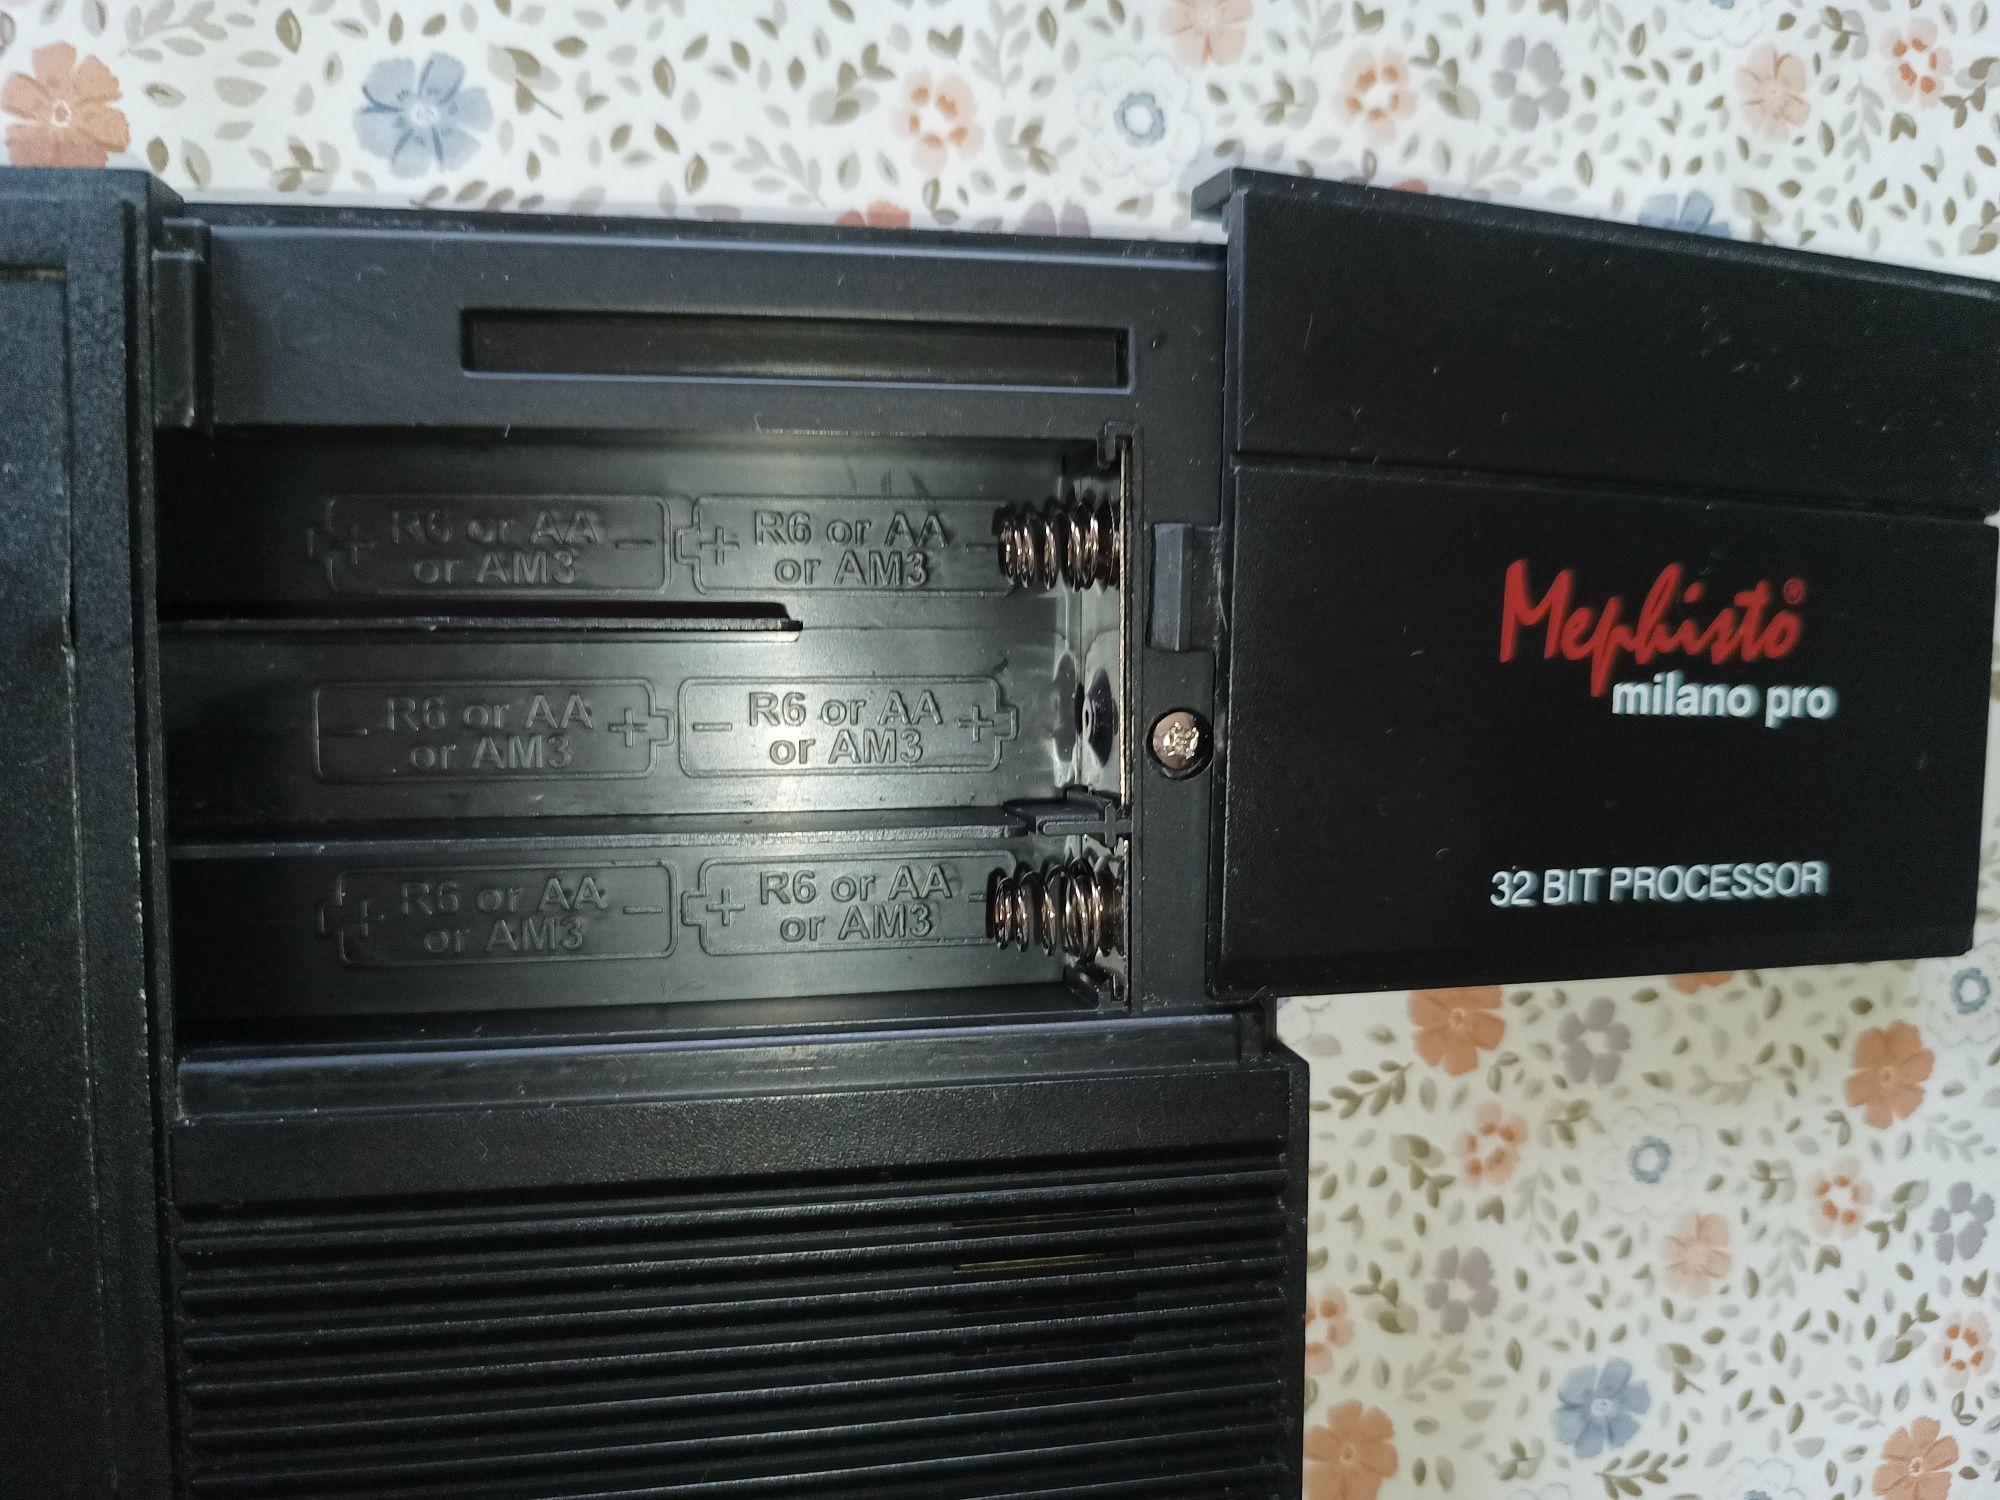 + R6 or AA -
or AM3
+ R6 or AA -
or AM3
- R6 or AA +
or AM3
- R6 or AA +
or AM3
+ R6 or AA -
or AM3
+ R6 or AA -
or AM3
Mephisto®
milano pro
32 BIT PROCESSOR